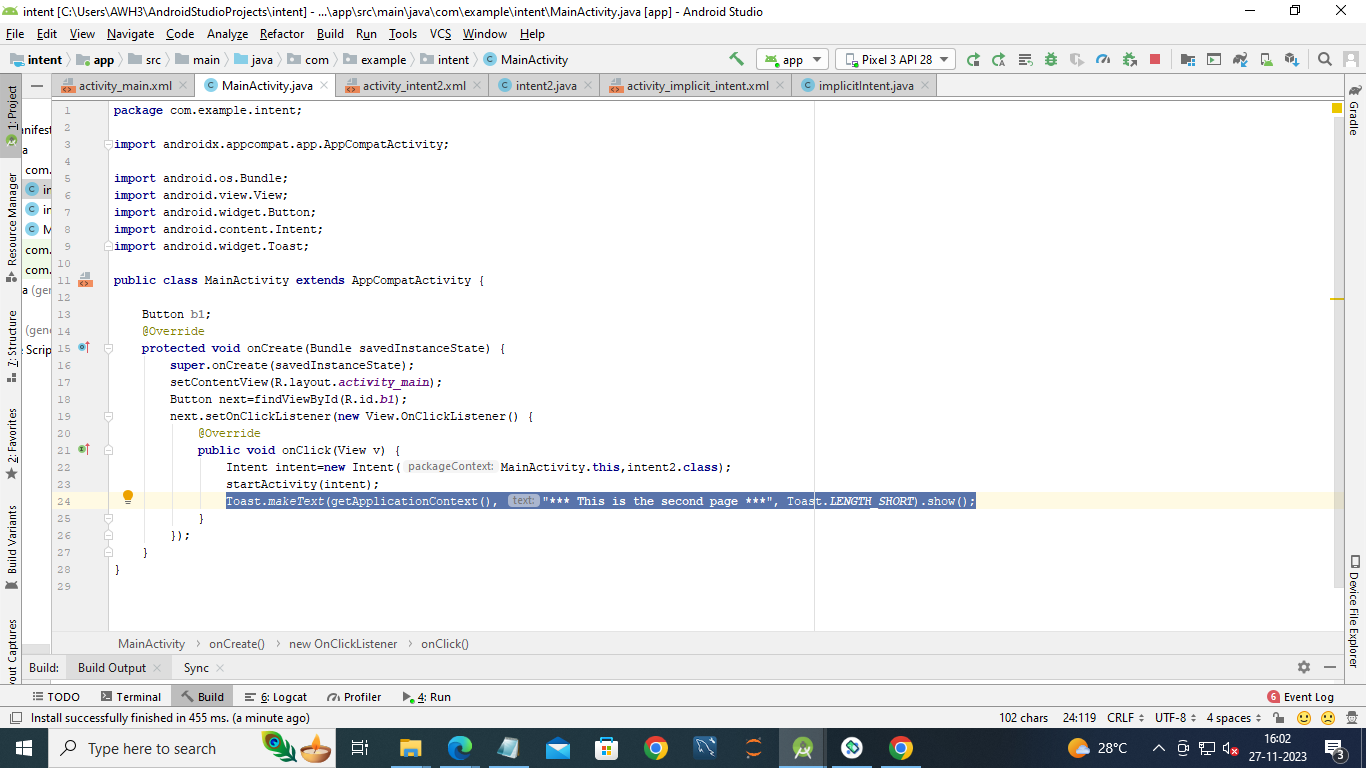 intent [C:\Users\AWH3\AndroidStudioProjects\intent] - ...\app\src\main\java\com\example\intent\MainActivity.java [app] - Android Studio
File Edit View Navigate Code Analyze Refactor Build Run Tools VCS Window Help
intent app src main java com example intent MainActivity app Pixel 3 API 28
activity_main.xml MainActivity.java activity_intent2.xml intent2.java activity_implicit_intent.xml implicitIntent.java
1: Project
Resource Manager
7: Structure
2: Favorites
Build Variants
yout Captures
anifest
a
com.
in
in
M
com.
com.
a (gen
(gene
Scrip
1 package com.example.intent;
2
3 import androidx.appcompat.app.AppCompatActivity;
4
5 import android.os.Bundle;
6 import android.view.View;
7 import android.widget.Button;
8 import android.content.Intent;
9 import android.widget.Toast;
10
11 public class MainActivity extends AppCompatActivity {
12
13 Button b1;
14 @Override
15 protected void onCreate(Bundle savedInstanceState) {
16 super.onCreate(savedInstanceState);
17 setContentView(R.layout.activity_main);
18 Button next=findViewById(R.id.b1);
19 next.setOnClickListener(new View.OnClickListener() {
20 @Override
21 public void onClick(View v) {
22 Intent intent=new Intent( packageContext: MainActivity.this,intent2.class);
23 startActivity(intent);
24 Toast.makeText(getApplicationContext(), text: "*** This is the second page ***", Toast.LENGTH_SHORT).show();
25 }
26 });
27 }
28 }
29
Gradle
Device File Explorer
MainActivity onCreate() new OnClickListener onClick()
Build: Build Output Sync
TODO Terminal Build 6: Logcat Profiler 4: Run 6 Event Log
Install successfully finished in 455 ms. (a minute ago) 102 chars 24:119 CRLF UTF-8 4 spaces
Type here to search 28°C 16:02
27-11-2023 3